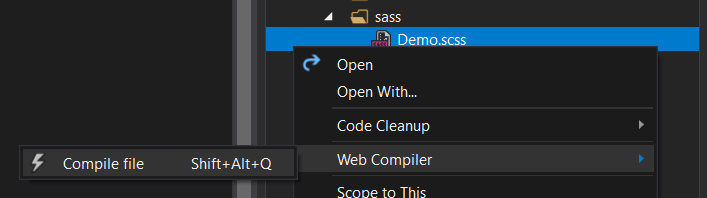 sass
Demo.scss
Open
Open With...
Code Cleanup
Compile file Shift+Alt+Q
Web Compiler
Scope to This